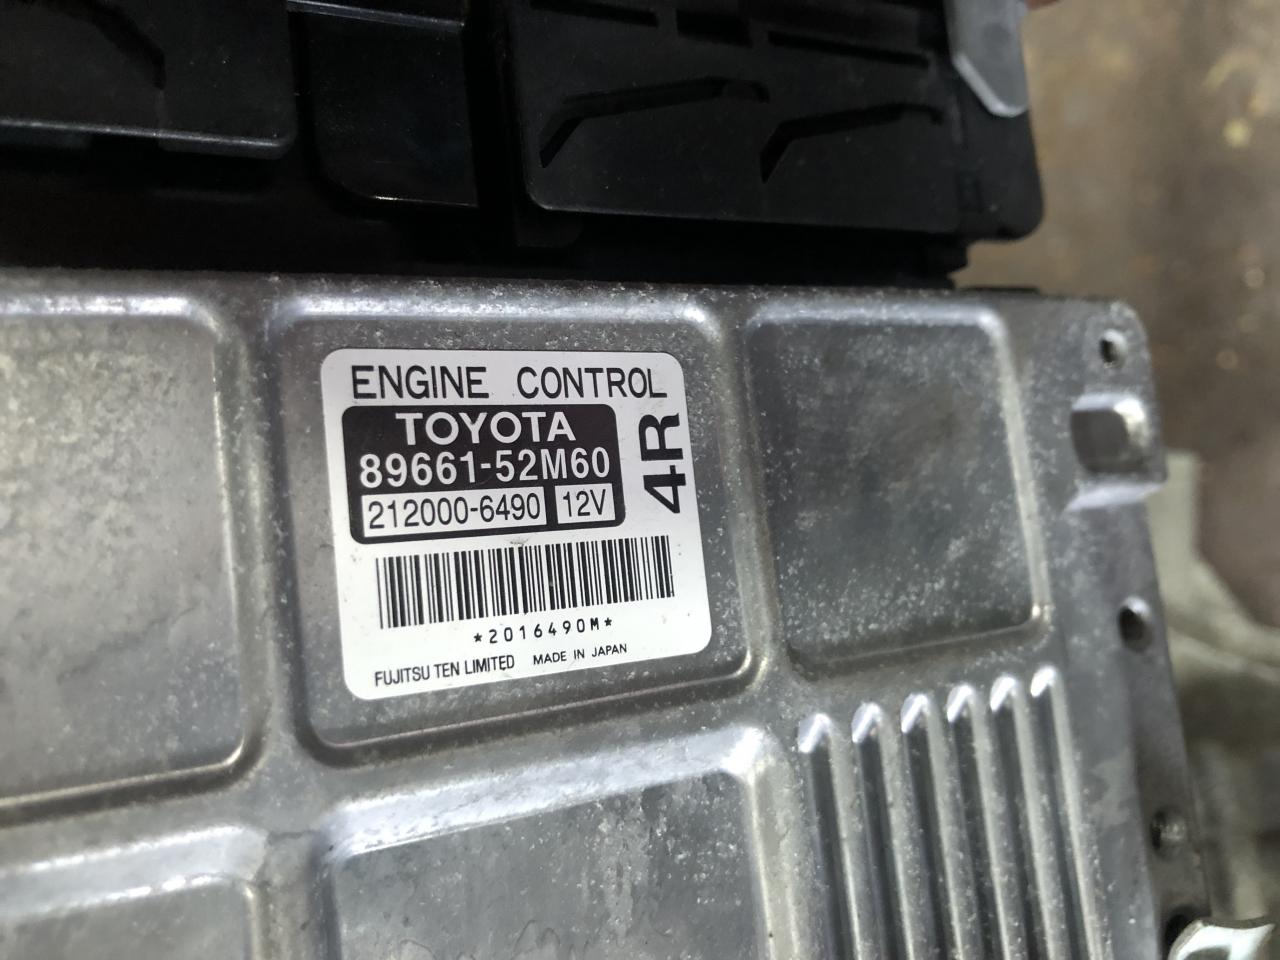 ENGINE CONTROL
TOYOTA
89661-52M60
212000-6490 12V
4R
*2016490M*
FUJITSU TEN LIMITED MADE IN JAPAN